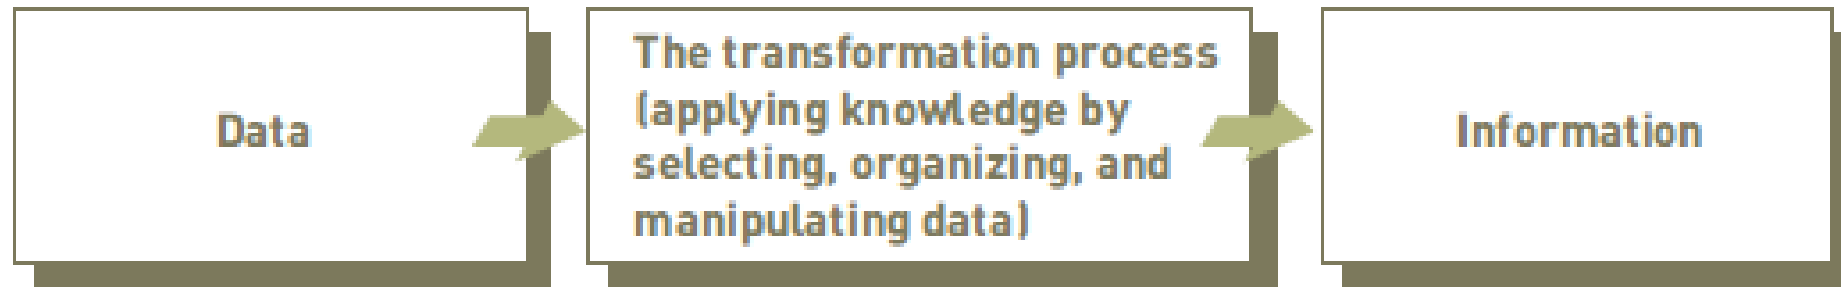 Data
The transformation process
(applying knowledge by
selecting, organizing, and
manipulating data)
Information